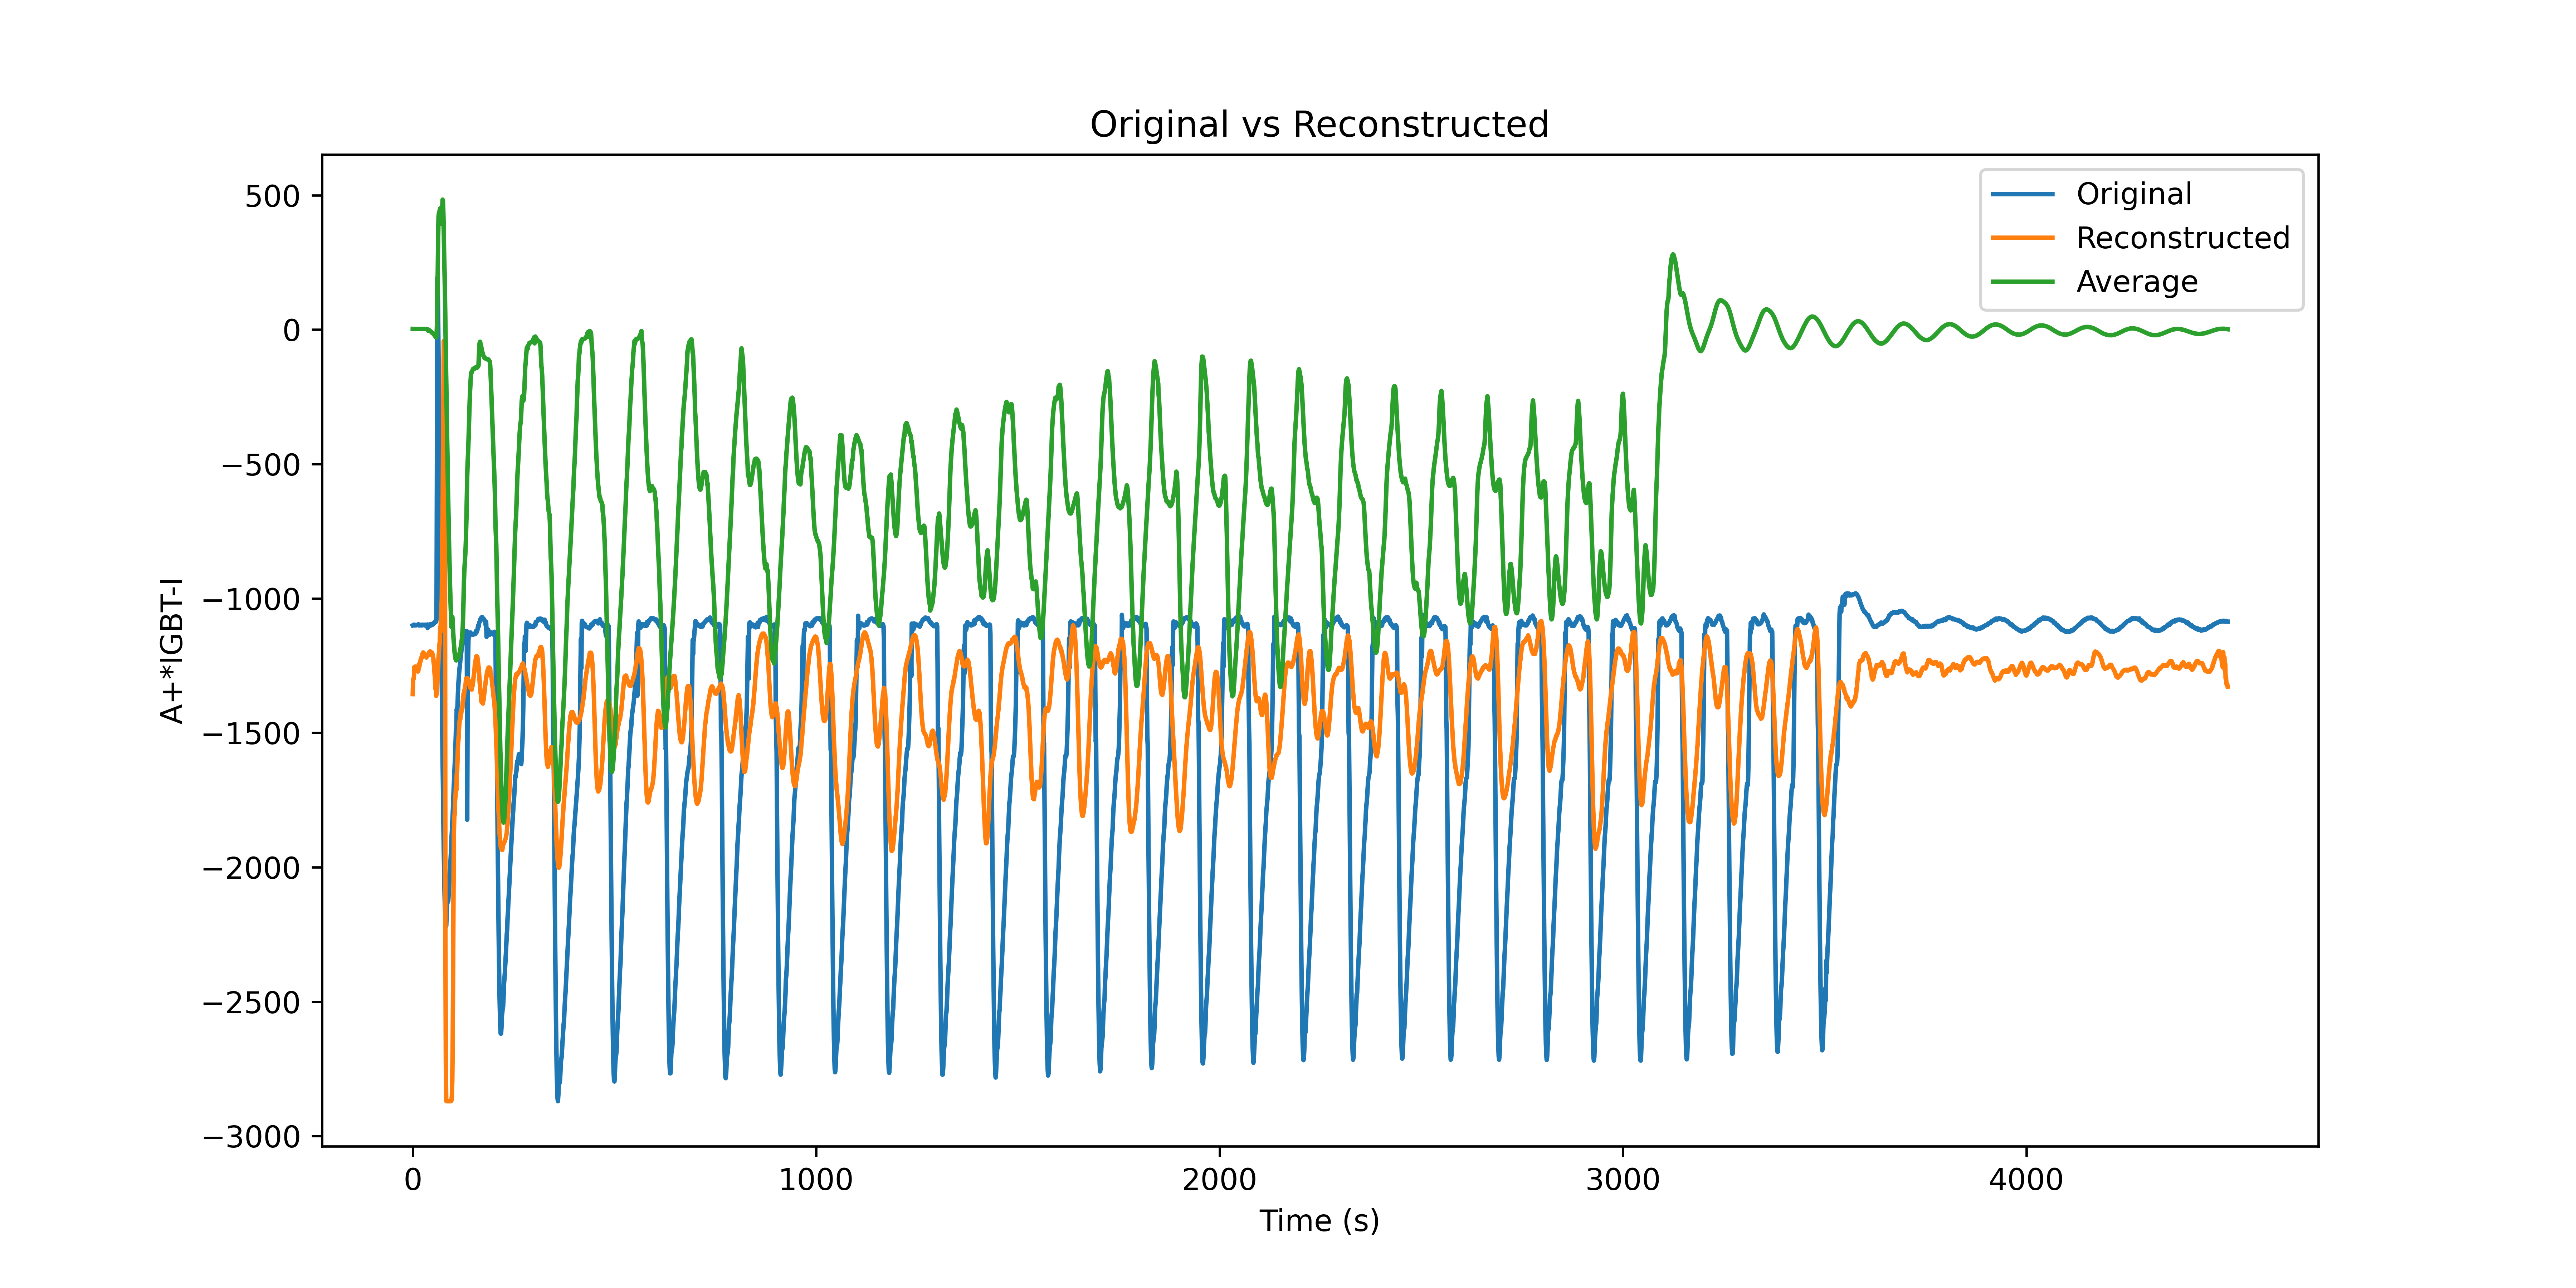 Original vs Reconstructed
Original
Reconstructed
Average
500
0
−500
−1000
−1500
−2000
−2500
−3000
A+*IGBT-I
0 1000 2000 3000 4000
Time (s)